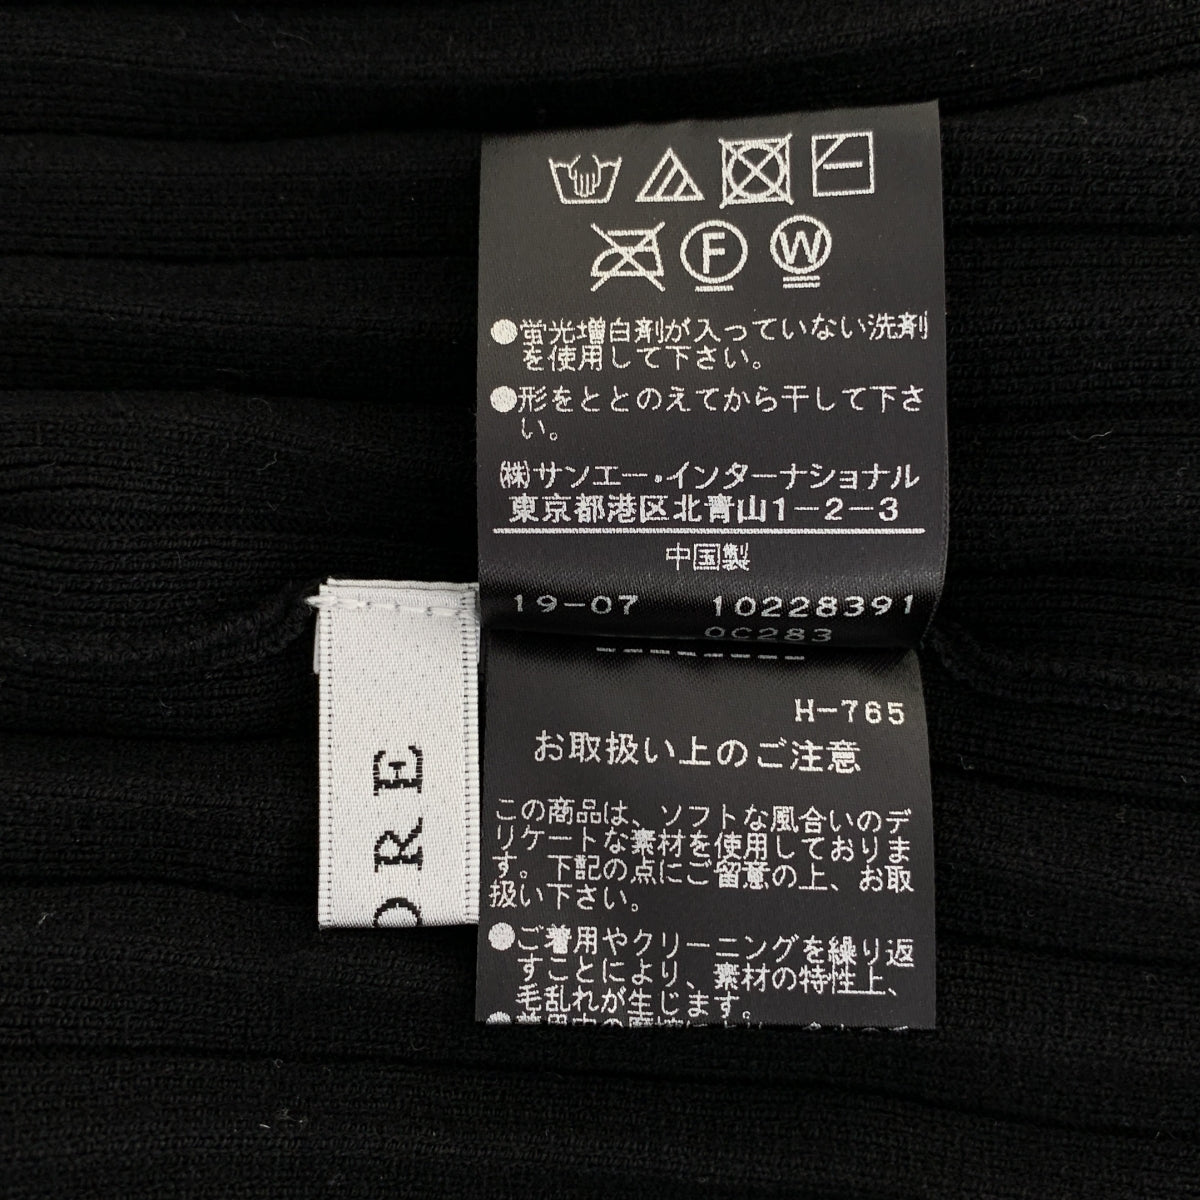 F W
●蛍光増白剤が入っていない洗剤
を使用して下さい。
●形をととのえてから干して下さ
い。
㈱サンエー・インターナショナル
東京都港区北青山1-2-3
中国製
19-07 10228391
0C283
H-765
お取扱い上のご注意
この商品は、ソフトな風合いのデ
リケートな素材を使用しておりま
す。下記の点にご留意の上、お取
扱い下さい。
●ご着用やクリーニングを繰り返
すことにより、素材の特性上、
毛乱れが生じます。
ORE